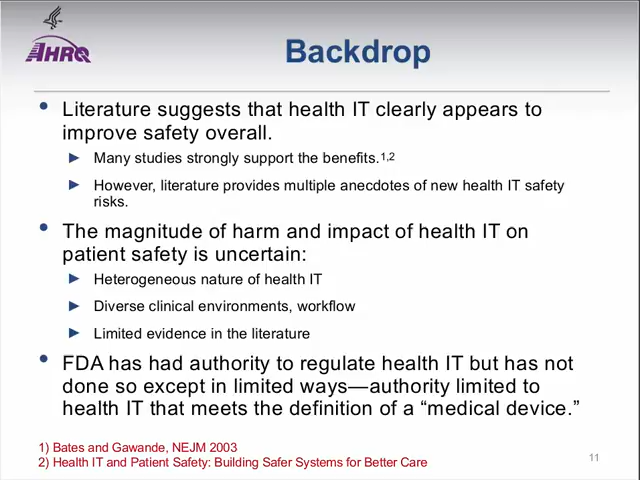 AHRQ
Backdrop
• Literature suggests that health IT clearly appears to
improve safety overall.
► Many studies strongly support the benefits.1,2
► However, literature provides multiple anecdotes of new health IT safety
risks.
• The magnitude of harm and impact of health IT on
patient safety is uncertain:
► Heterogeneous nature of health IT
► Diverse clinical environments, workflow
► Limited evidence in the literature
• FDA has had authority to regulate health IT but has not
done so except in limited ways—authority limited to
health IT that meets the definition of a “medical device.”
1) Bates and Gawande, NEJM 2003
2) Health IT and Patient Safety: Building Safer Systems for Better Care
11